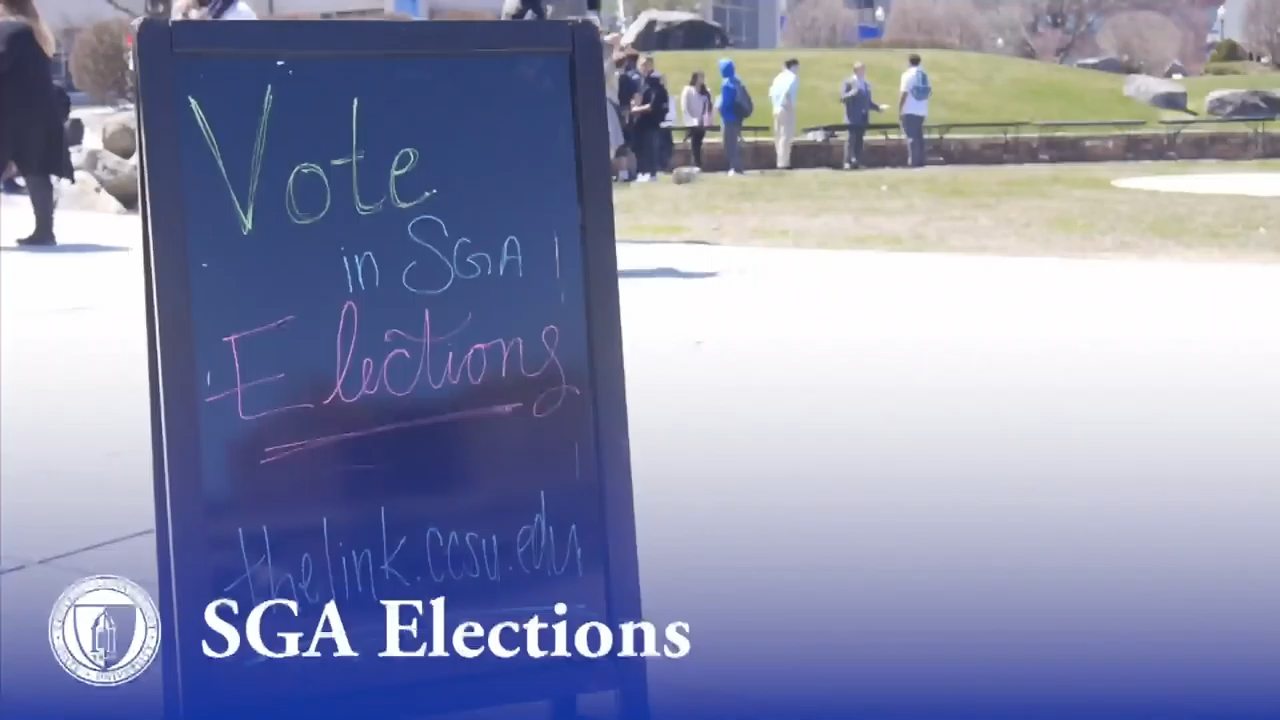 Vote
in SGA
Elections
thelink.ccsu.edu
SGA Elections